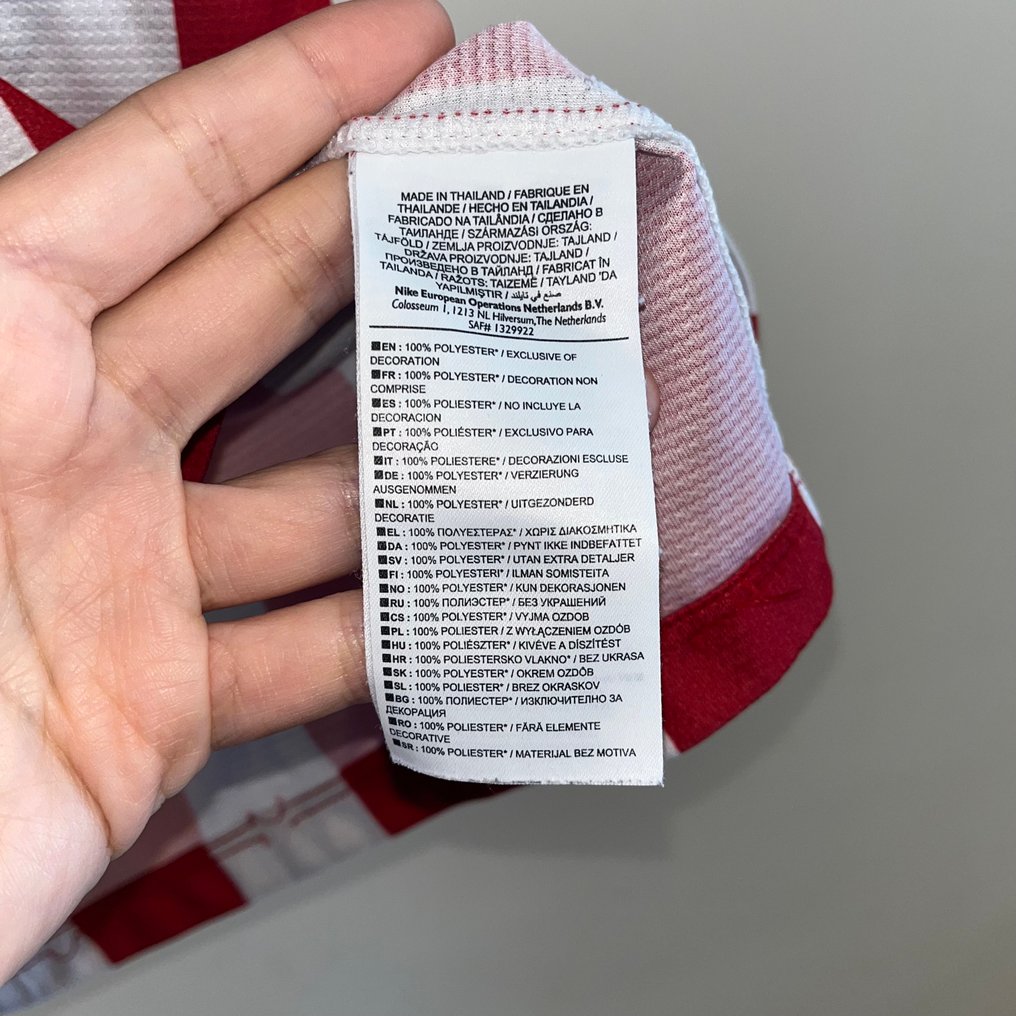 MADE IN THAILAND / FABRIQUE EN
THAILANDE / HECHO EN TAILANDIA /
FABRICADO NA TAILÂNDIA / СДЕЛАНО В
ТАИЛАНДЕ / SZÁRMAZÁSI ORSZÁG:
TAJFÖLD / ZEMLJA PROIZVODNJE: TAJLAND /
DRŽAVA PROIZVODNJE: TAJLAND /
ПРОИЗВЕДЕНО В ТАЙЛАНД / FABRICAT ÎN
TAILANDA / RAŽOTS: TAIZEME / TAYLAND 'DA
YAPILMIŞTIR / صنع في تايلند
Nike European Operations Netherlands B.V.
Colosseum 1, 1213 NL Hilversum, The Netherlands
SAF# 1329922
EN : 100% POLYESTER* / EXCLUSIVE OF
DECORATION
FR : 100% POLYESTER* / DECORATION NON
COMPRISE
ES : 100% POLIESTER* / NO INCLUYE LA
DECORACION
PT : 100% POLIÉSTER* / EXCLUSIVO PARA
DECORAÇÃO
IT : 100% POLIESTERE* / DECORAZIONI ESCLUSE
DE : 100% POLYESTER* / VERZIERUNG
AUSGENOMMEN
NL : 100% POLYESTER* / UITGEZONDERD
DECORATIE
EL : 100% ΠΟΛΥΕΣΤΕΡΑΣ* / ΧΩΡΙΣ ΔΙΑΚΟΣΜΗΤΙΚΑ
DA : 100% POLYESTER* / PYNT IKKE INDBEFATTET
SV : 100% POLYESTER* / UTAN EXTRA DETALJER
FI : 100% POLYESTERI* / ILMAN SOMISTEITA
NO : 100% POLYESTER* / KUN DEKORASJONEN
RU : 100% ПОЛИЭСТЕР* / БЕЗ УКРАШЕНИЙ
CS : 100% POLYESTER* / VYJMA OZDOB
PL : 100% POLIESTER / Z WYŁĄCZENIEM OZDÓB
HU : 100% POLIÉSZTER* / KIVÉVE A DÍSZÍTÉST
HR : 100% POLIESTERSKO VLAKNO* / BEZ UKRASA
SK : 100% POLYESTER* / OKREM OZDÔB
SL : 100% POLIESTER* / BREZ OKRASKOV
BG : 100% ПОЛИЕСТЕР* / ИЗКЛЮЧИТЕЛНО ЗА
ДЕКОРАЦИЯ
RO : 100% POLIESTER* / FĂRĂ ELEMENTE
DECORATIVE
SR : 100% POLIESTER* / MATERIJAL BEZ MOTIVA